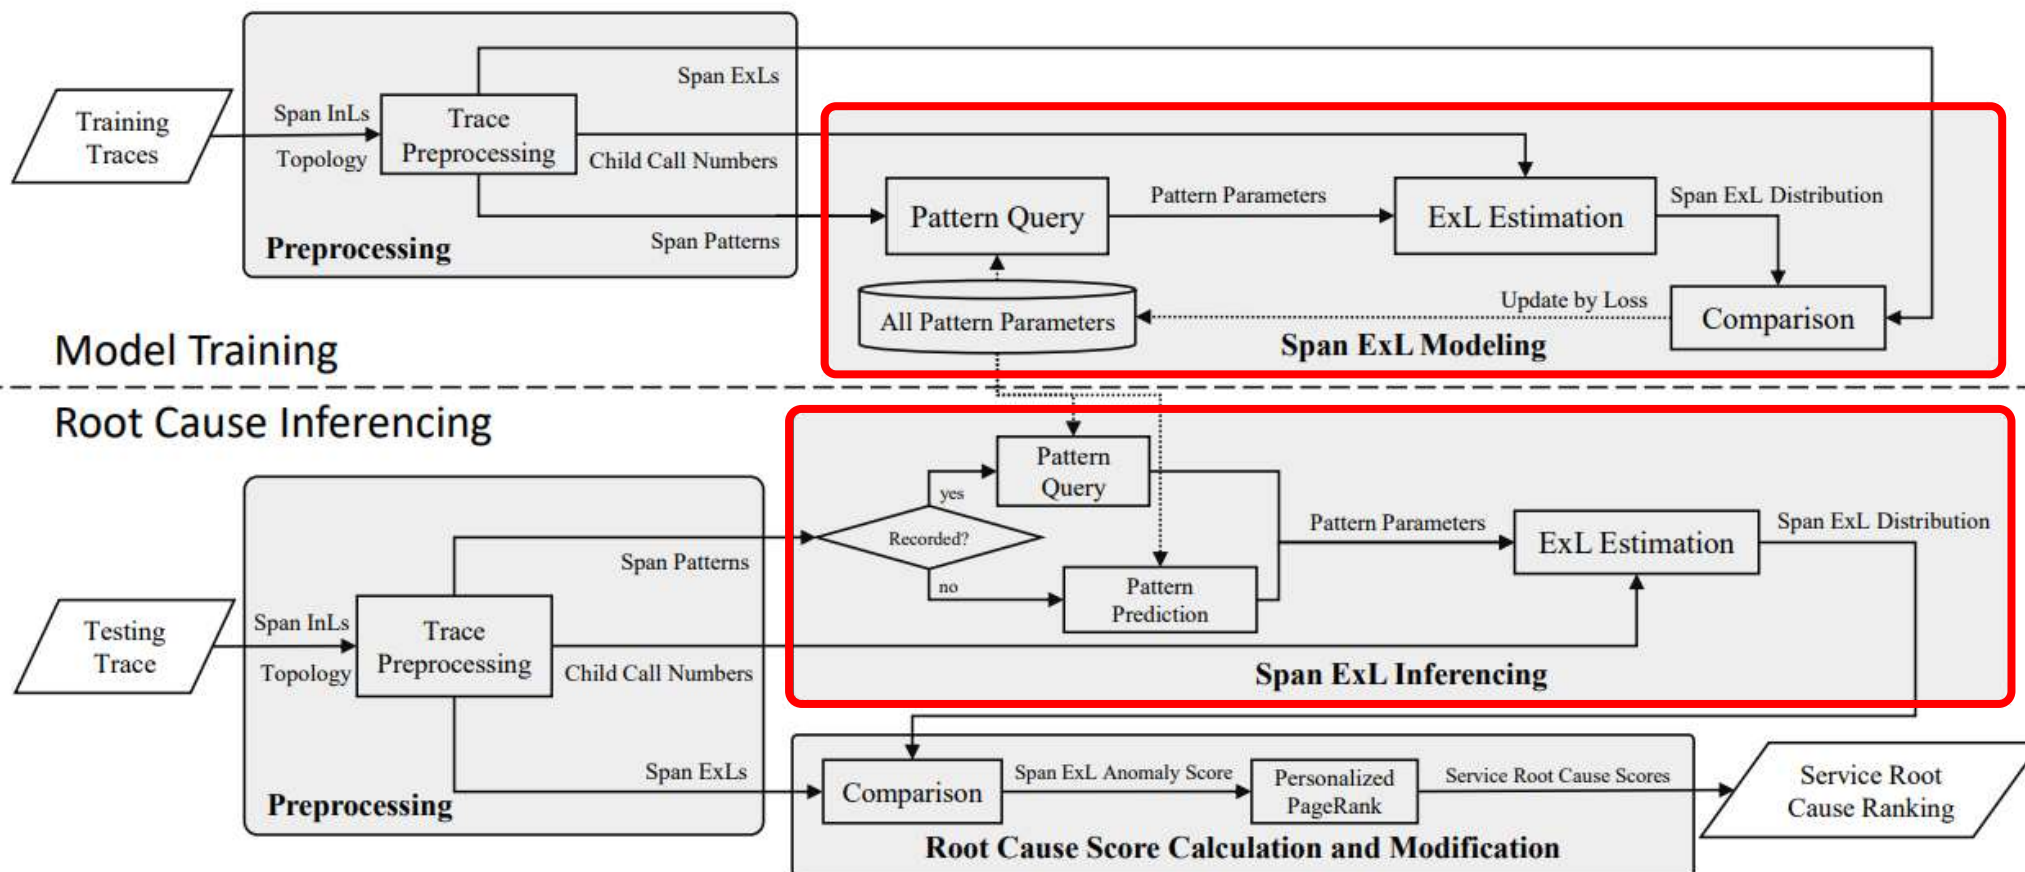 Span ExLs
Training
Traces
Span InLs
Topology
Trace
Preprocessing
Child Call Numbers
Span Patterns
Preprocessing
Pattern Query
Pattern Parameters
ExL Estimation
Span ExL Distribution
All Pattern Parameters
Update by Loss
Comparison
Span ExL Modeling
Model Training
Root Cause Inferencing
Pattern
Query
yes
Recorded?
no
Pattern
Prediction
Pattern Parameters
ExL Estimation
Span ExL Distribution
Span Patterns
Testing
Trace
Span InLs
Topology
Trace
Preprocessing
Child Call Numbers
Span ExL Inferencing
Span ExLs
Preprocessing
Comparison
Span ExL Anomaly Score
Personalized
PageRank
Service Root Cause Scores
Service Root
Cause Ranking
Root Cause Score Calculation and Modification